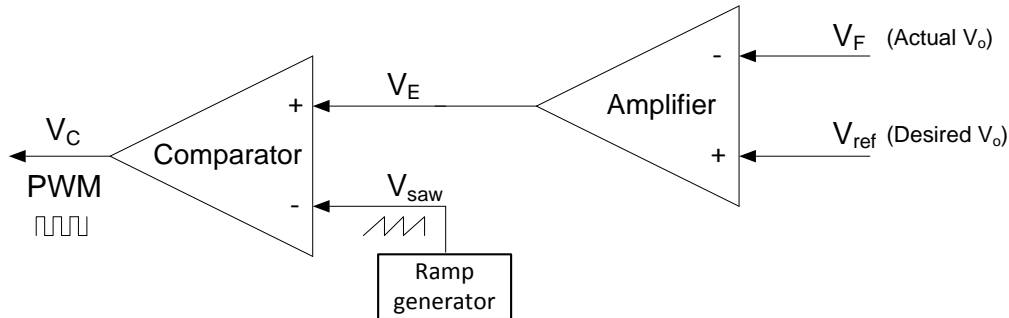 V_F (Actual V_o)
-
V_E
Amplifier
+
V_C
Comparator
V_ref (Desired V_o)
+
PWM
V_saw
-
Ramp
generator